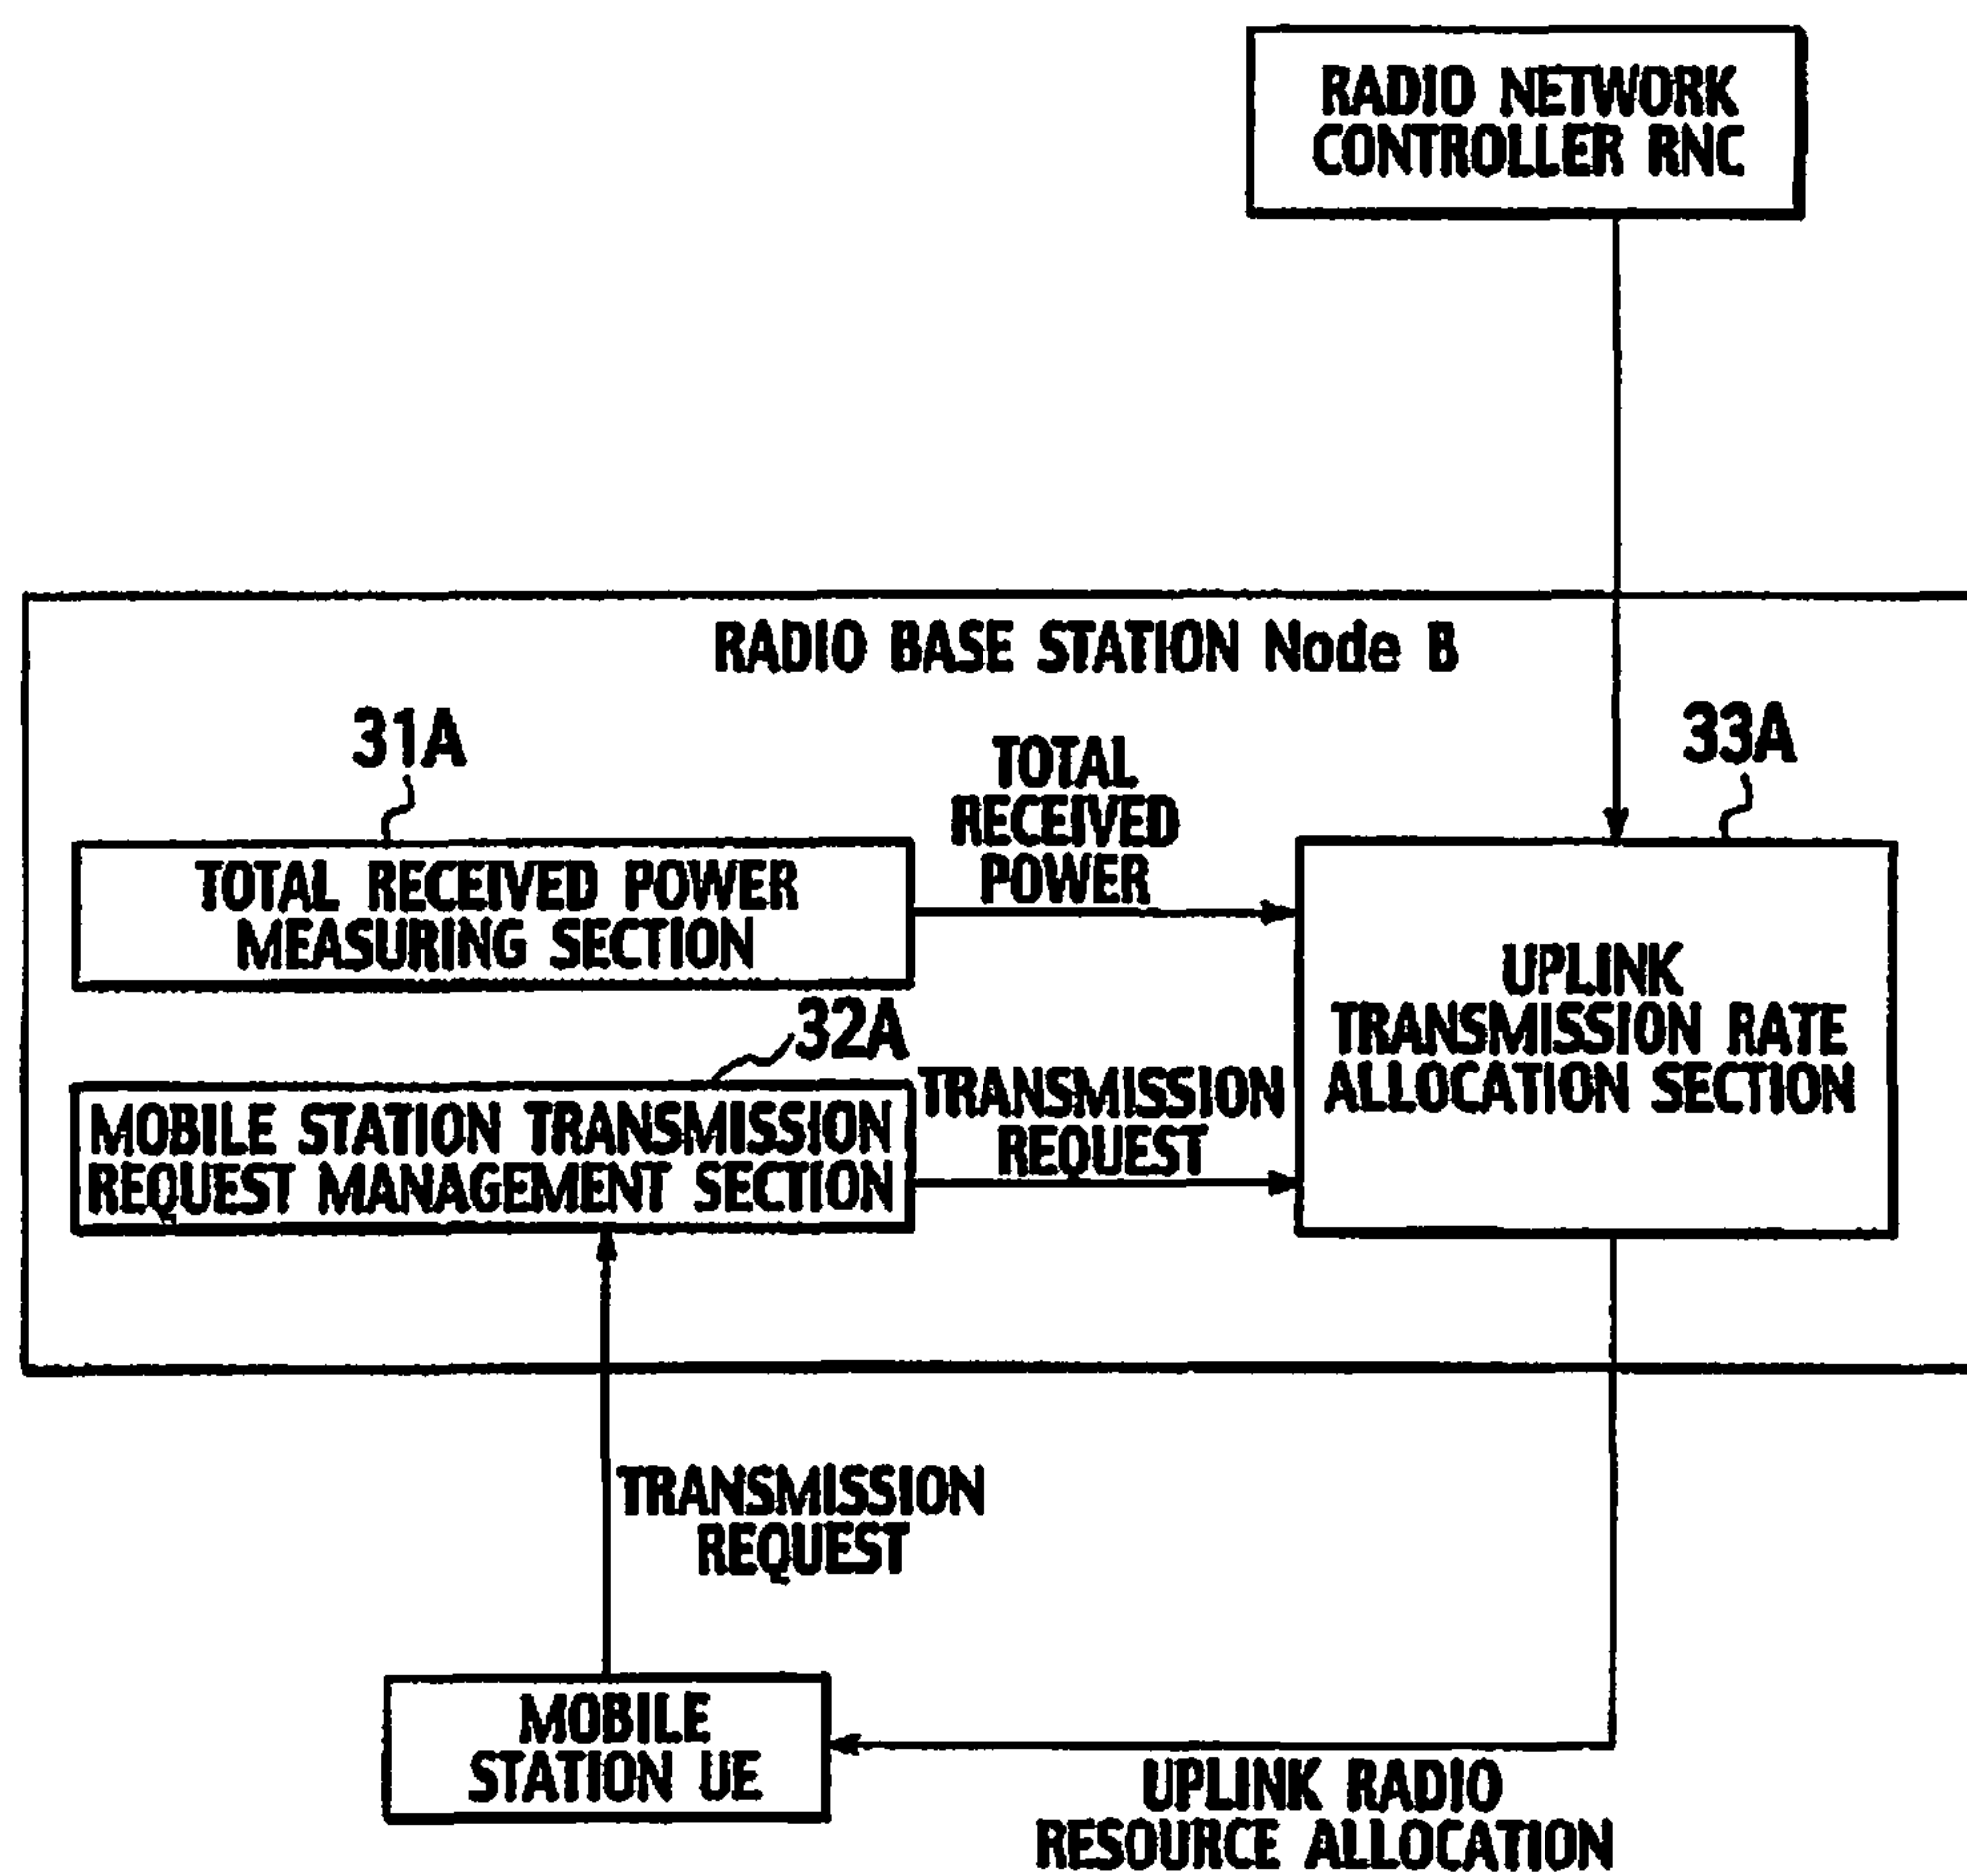 RADIO NETWORK
CONTROLLER RNC
RADIO BASE STATION Node B
31A
33A
TOTAL
RECEIVED
POWER
TOTAL RECEIVED POWER
MEASURING SECTION
UPLINK
TRANSMISSION RATE
ALLOCATION SECTION
32A
TRANSMISSION
REQUEST
MOBILE STATION TRANSMISSION
REQUEST MANAGEMENT SECTION
TRANSMISSION
REQUEST
MOBILE
STATION UE
UPLINK RADIO
RESOURCE ALLOCATION